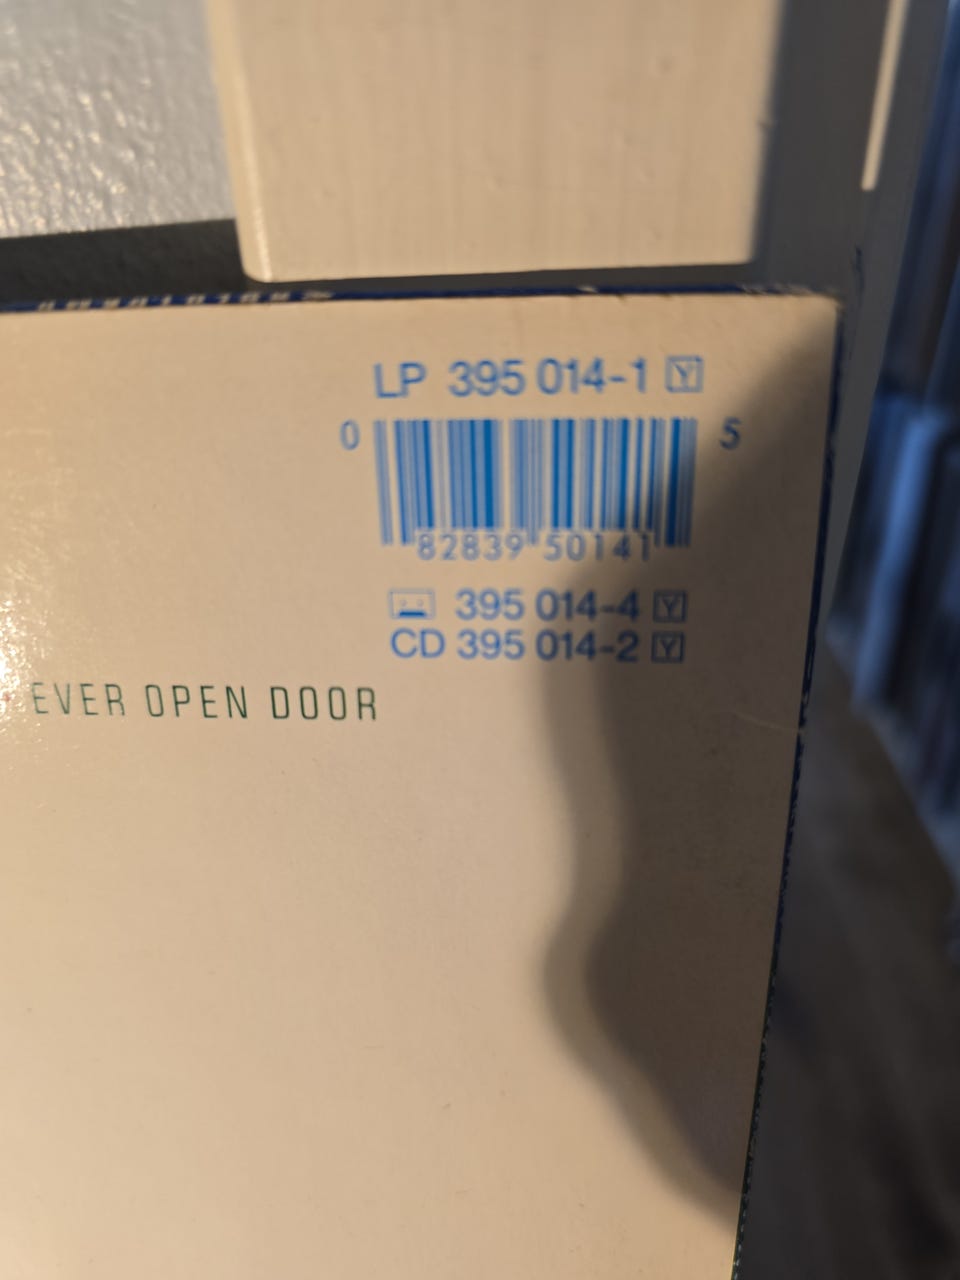 LP 395 014-1 Y
0 82839 50141 5
395 014-4 Y
CD 395 014-2 Y
EVER OPEN DOOR